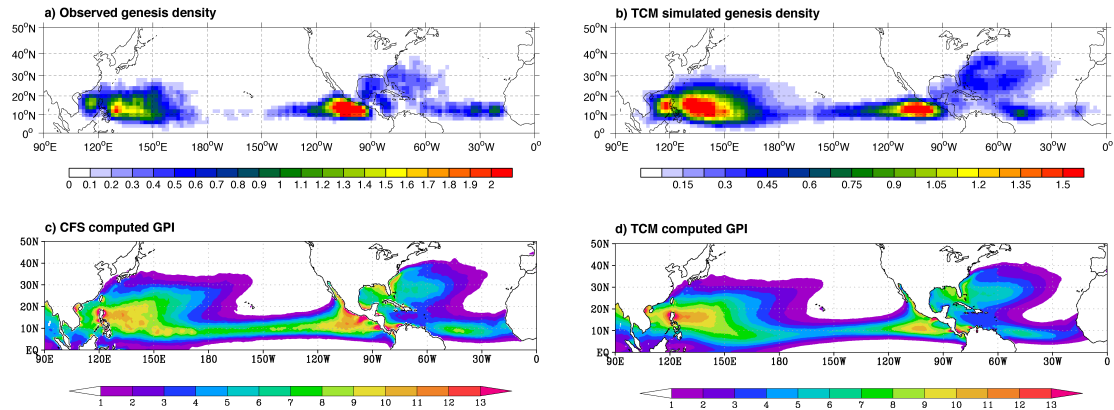 a) Observed genesis density
50°N
40°N
30°N
20°N
10°N
0°
90°E 120°E 150°E 180° 150°W 120°W 90°W 60°W 30°W 0°
0 0.1 0.2 0.3 0.4 0.5 0.6 0.7 0.8 0.9 1 1.1 1.2 1.3 1.4 1.5 1.6 1.7 1.8 1.9 2
b) TCM simulated genesis density
50°N
40°N
30°N
20°N
10°N
0°
90°E 120°E 150°E 180° 150°W 120°W 90°W 60°W 30°W 0°
0.15 0.3 0.45 0.6 0.75 0.9 1.05 1.2 1.35 1.5
c) CFS computed GPI
50N
40N
30N
20N
10N
EQ
90E 120E 150E 180 150W 120W 90W 60W 30W 0
1 2 3 4 5 6 7 8 9 10 11 12 13
d) TCM computed GPI
50N
40N
30N
20N
10N
EQ
90E 120E 150E 180 150W 120W 90W 60W 30W 0
1 2 3 4 5 6 7 8 9 10 11 12 13